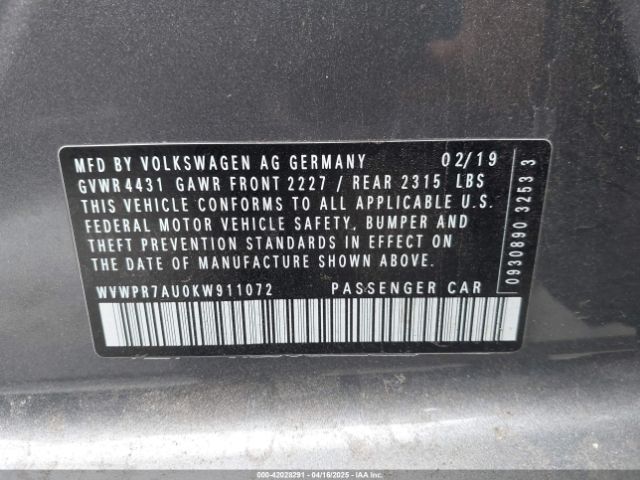 MFD BY VOLKSWAGEN AG GERMANY 02/19
GVWR 4431 GAWR FRONT 2227 / REAR 2315 LBS
THIS VEHICLE CONFORMS TO ALL APPLICABLE U.S.
FEDERAL MOTOR VEHICLE SAFETY, BUMPER AND
THEFT PREVENTION STANDARDS IN EFFECT ON
THE DATE OF MANUFACTURE SHOWN ABOVE.
WVWPR7AU0KW911072 PASSENGER CAR
0930890 3253 3
000-42028291 - 04/16/2025 - IAA Inc.